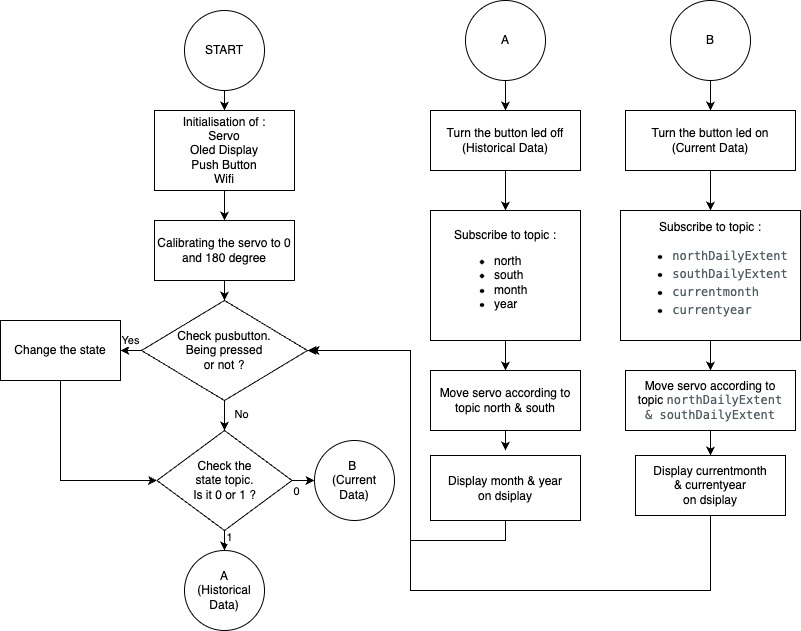 START
Initialisation of :
Servo
Oled Display
Push Button
Wifi
Calibrating the servo to 0
and 180 degree
Check pusbutton.
Being pressed
or not ?
Yes
Change the state
No
Check the
state topic.
Is it 0 or 1 ?
0
B
(Current
Data)
1
A
(Historical
Data)
A
Turn the button led off
(Historical Data)
Subscribe to topic :
• north
• south
• month
• year
Move servo according to
topic north & south
Display month & year
on dsiplay
B
Turn the button led on
(Current Data)
Subscribe to topic :
• northDailyExtent
• southDailyExtent
• currentmonth
• currentyear
Move servo according to
topic northDailyExtent
& southDailyExtent
Display currentmonth
& currentyear
on dsiplay